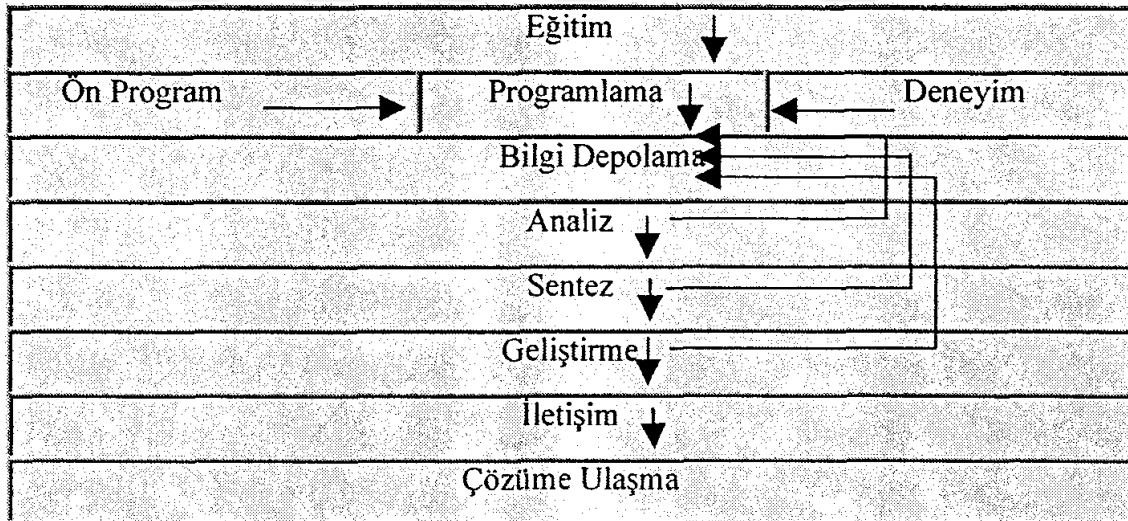 Eğitim
Ön Program Programlama Deneyim
Bilgi Depolama
Analiz
Sentez
Geliştirme
İletişim
Çözüme Ulaşma